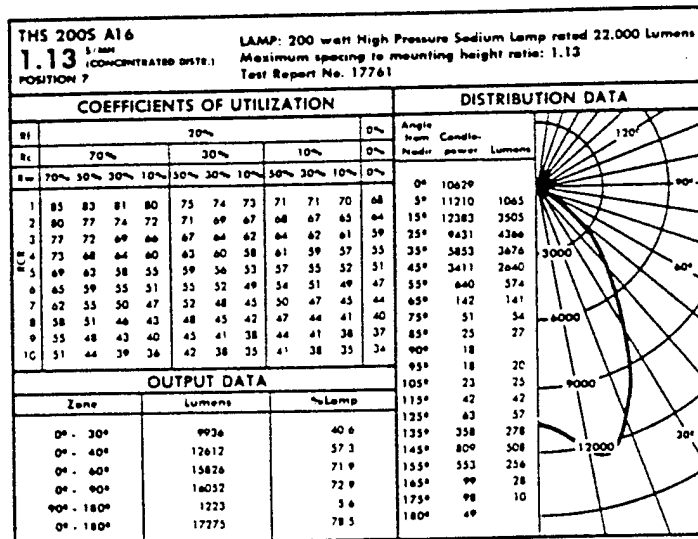 THS 200S A16
1.13 S/MH (CONCENTRATED DISTR.)
POSITION 7
LAMP: 200 watt High Pressure Sodium Lamp rated 22,000 Lumens
Maximum spacing to mounting height ratio: 1.13
Test Report No. 17761
COEFFICIENTS OF UTILIZATION
Rf 20% 0%
Rc 70% 30% 10% 0%
Rw 70% 50% 30% 10% 50% 30% 10% 50% 30% 10% 0%
RCR
1 85 83 81 80 75 74 73 71 71 70 68
2 80 77 74 72 71 69 67 68 67 65 64
3 77 72 69 66 67 64 62 64 62 61 59
4 73 68 64 60 63 60 58 61 59 57 55
5 69 63 58 55 59 56 53 57 55 52 51
6 65 59 55 51 55 52 49 54 51 49 47
7 62 55 50 47 52 48 45 50 47 45 44
8 58 51 46 43 48 45 42 47 44 41 40
9 55 48 43 40 45 41 38 44 41 38 37
10 51 44 39 36 42 38 35 41 38 35 34
OUTPUT DATA
Zone Lumens %Lamp
0° - 30° 9936 40.6
0° - 40° 12612 57.3
0° - 60° 15826 71.9
0° - 90° 16052 72.9
90° - 180° 1223 5.6
0° - 180° 17275 78.5
DISTRIBUTION DATA
Angle from Nadir Candle-power Lumens
0° 10629
5° 11210 1065
15° 12383 3505
25° 9431 4366
35° 5853 3676
45° 3411 2640
55° 640 574
65° 142 141
75° 51 54
85° 25 27
90° 18
95° 18 20
105° 23 25
115° 42 42
125° 63 57
135° 358 278
145° 809 508
155° 553 256
165° 99 28
175° 98 10
180° 49
120°
90°
60°
30°
3000
6000
9000
12000